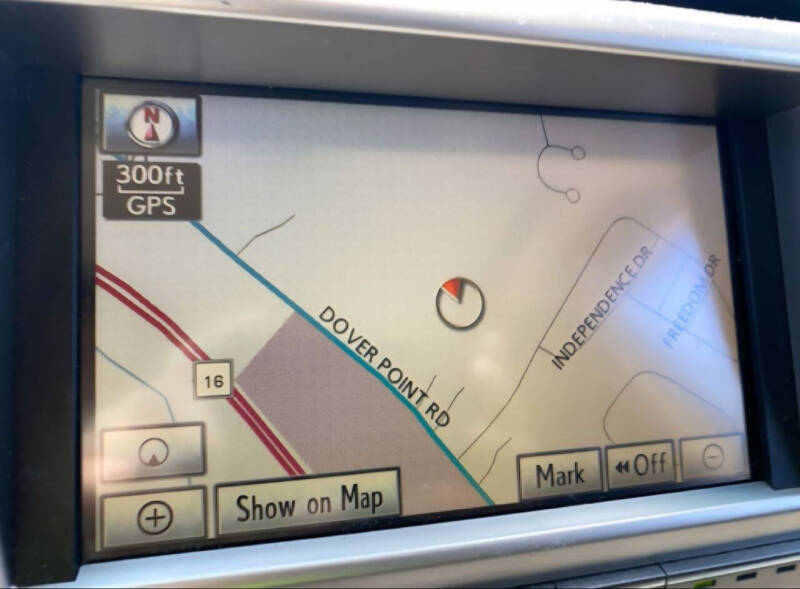 N
300ft
GPS
DOVER POINT RD
INDEPENDENCE DR
FREEDOM DR
16
Show on Map
Mark
Off